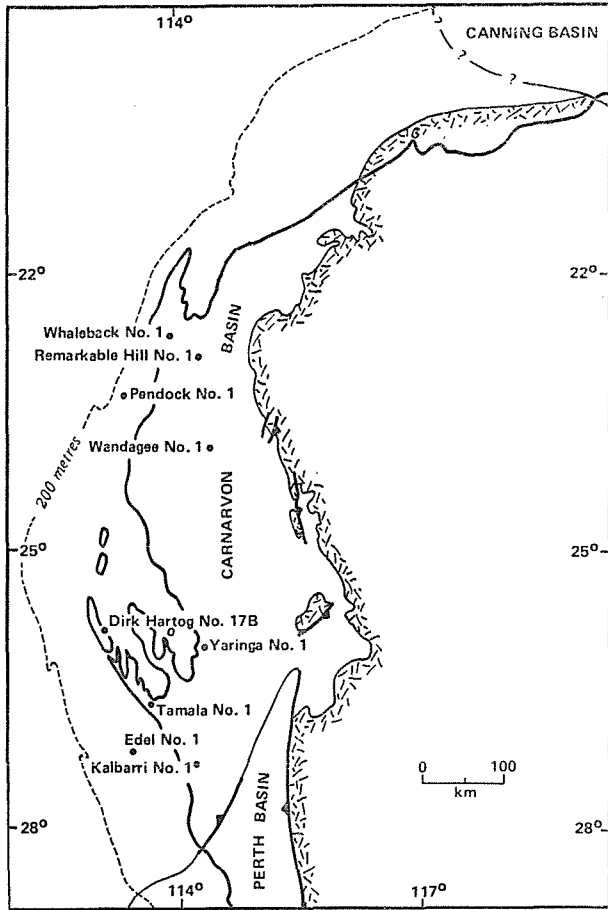 114°
CANNING BASIN
?
?
?
22°
22°
Whaleback No. 1
BASIN
Remarkable Hill No. 1
Pendock No. 1
Wandagee No. 1
200 metres
CARNARVON
25°
25°
Dirk Hartog No. 17B
Yaringa No. 1
Tamala No. 1
Edel No. 1
Kalbarri No. 1
0 100
km
28°
28°
PERTH BASIN
114°
117°